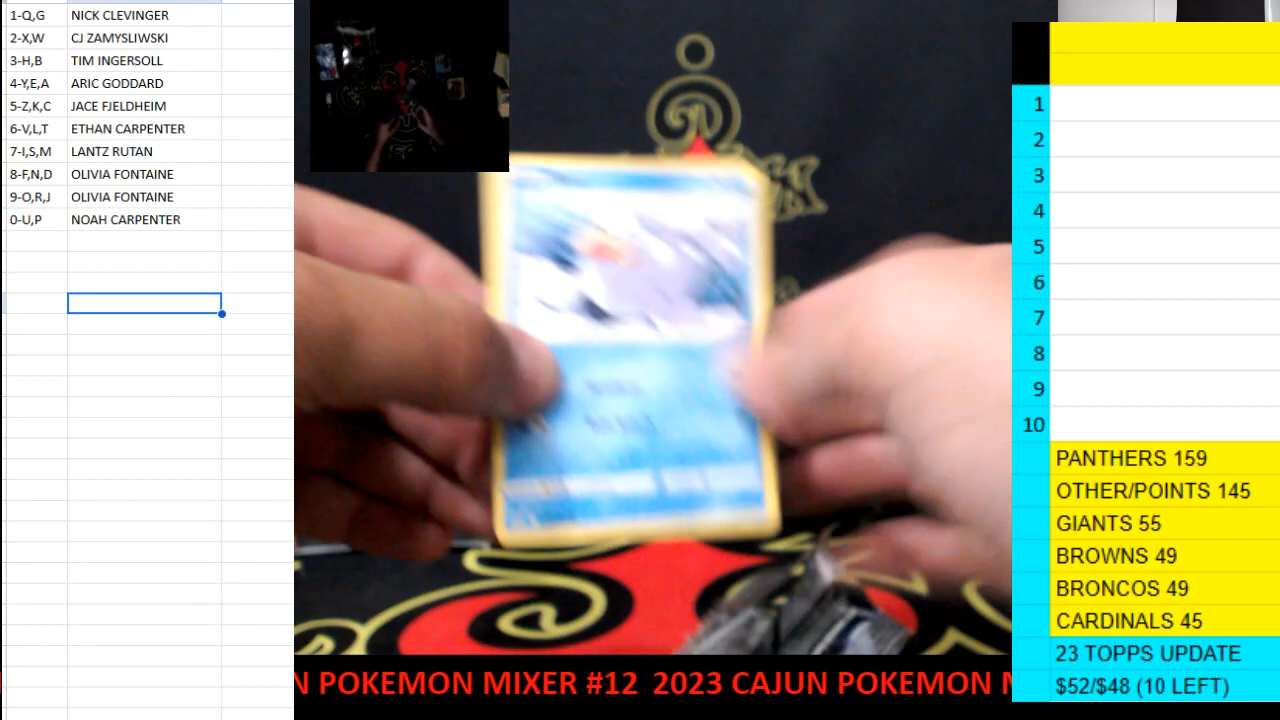 1-Q,G NICK CLEVINGER
2-X,W CJ ZAMYSLIWSKI
3-H,B TIM INGERSOLL
4-Y,E,A ARIC GODDARD
5-Z,K,C JACE FJELDHEIM
6-V,L,T ETHAN CARPENTER
7-I,S,M LANTZ RUTAN
8-F,N,D OLIVIA FONTAINE
9-O,R,J OLIVIA FONTAINE
0-U,P NOAH CARPENTER
1
2
3
4
5
6
7
8
9
10
PANTHERS 159
OTHER/POINTS 145
GIANTS 55
BROWNS 49
BRONCOS 49
CARDINALS 45
23 TOPPS UPDATE
$52/$48 (10 LEFT)
N POKEMON MIXER #12 2023 CAJUN POKEMON M